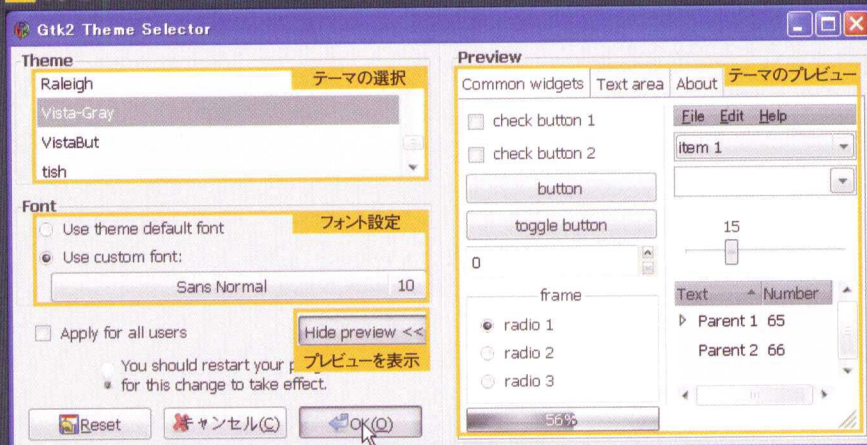 Gtk2 Theme Selector
Theme
テーマの選択
Raleigh
Vista-Gray
VistaBut
tish
Font
フォント設定
Use theme default font
Use custom font:
Sans Normal 10
Apply for all users
Hide preview <<
プレビューを表示
You should restart your
for this change to take effect.
Reset
キャンセル(C)
OK(O)
Preview
テーマのプレビュー
Common widgets Text area About
check button 1
check button 2
button
toggle button
0
frame
radio 1
radio 2
radio 3
56%
File Edit Help
item 1
15
Text Number
Parent 1 65
Parent 2 66